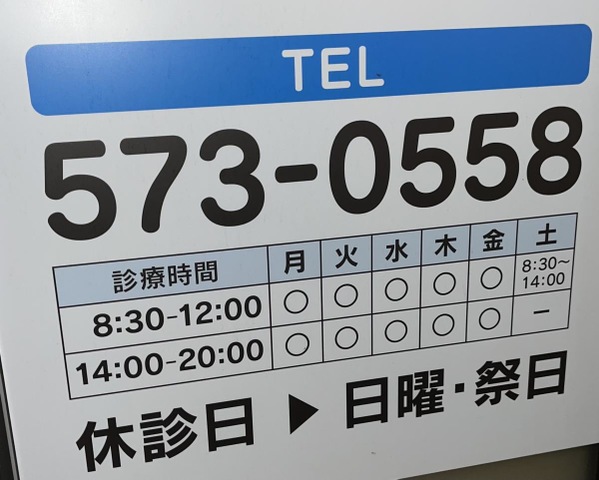 TEL
573-0558
診療時間 月 火 水 木 金 土
8:30-12:00 ○ ○ ○ ○ ○ 8:30~14:00
14:00-20:00 ○ ○ ○ ○ ○ ー
休診日 ▶ 日曜・祭日